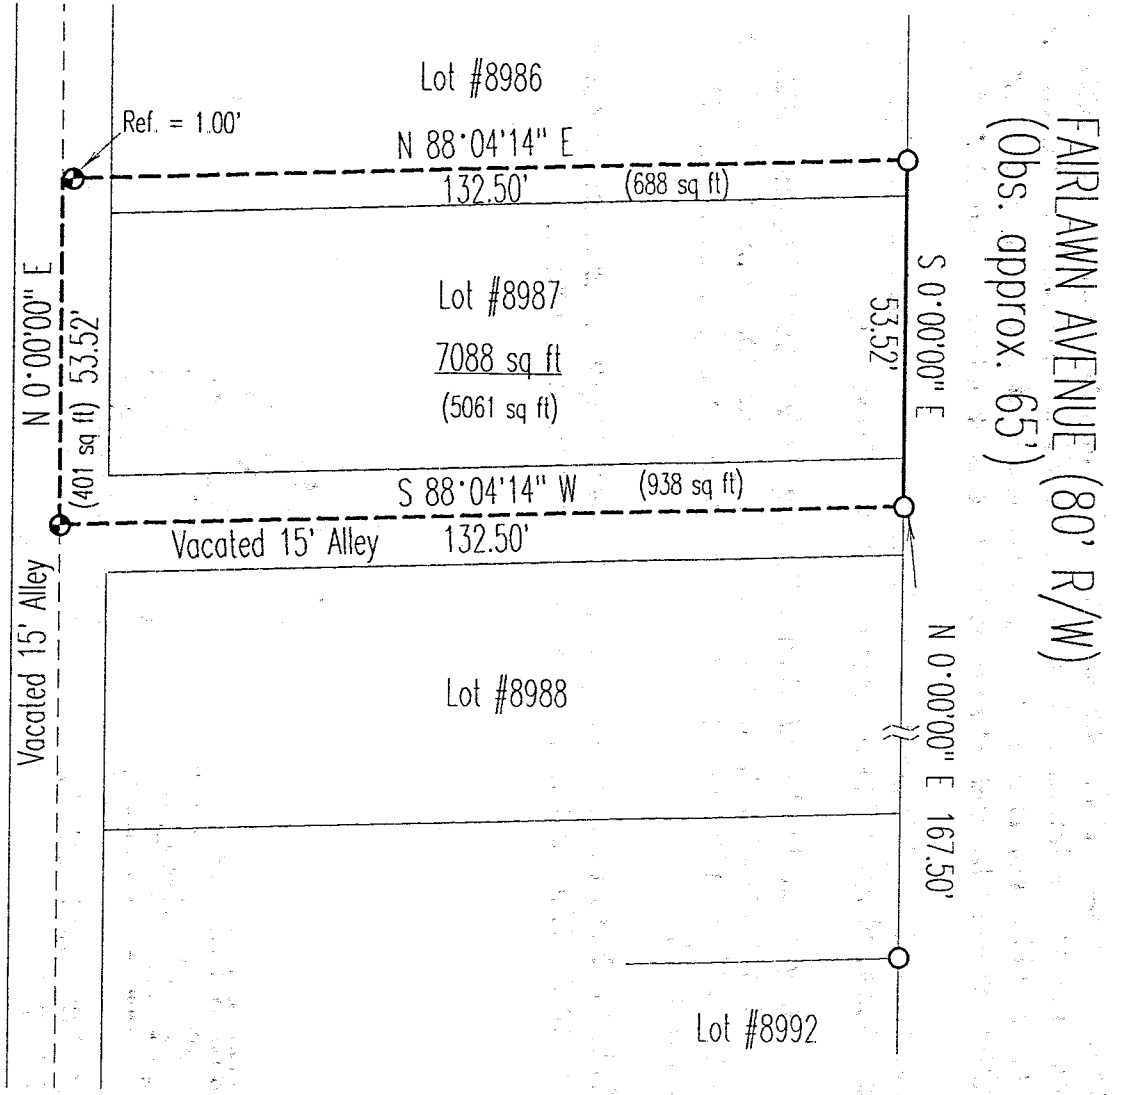 Lot #8986
Ref. = 1.00'
N 88°04'14" E
132.50'
(688 sq ft)
FAIRLAWN AVENUE (80' R/W)
(Obs. approx. 65')
S 0°00'00" E
53.52'
N 0°00'00" E
53.52'
(401 sq ft)
Lot #8987
7088 sq ft
(5061 sq ft)
S 88°04'14" W
(938 sq ft)
Vacated 15' Alley
132.50'
Vacated 15' Alley
Lot #8988
N 0°00'00" E 167.50'
Lot #8992